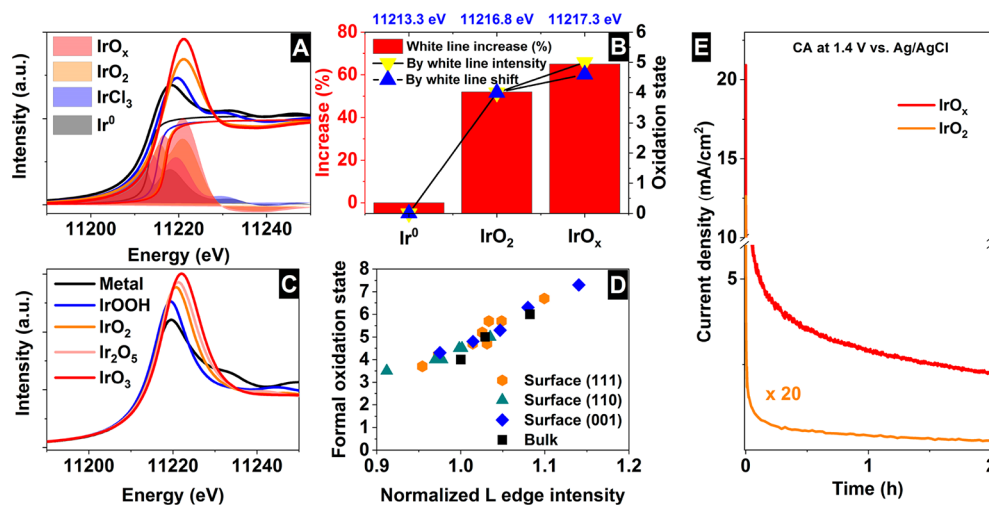 A
IrOₓ
IrO₂
IrCl₃
Ir⁰
Intensity (a.u.)
11200 11220 11240
Energy (eV)
11213.3 eV 11216.8 eV 11217.3 eV
B
White line increase (%)
By white line intensity
By white line shift
Increase (%)
80
60
40
20
0
Oxidation state
6
5
4
3
2
1
0
Ir⁰ IrO₂ IrOₓ
C
Metal
IrOOH
IrO₂
Ir₂O₅
IrO₃
Intensity (a.u.)
11200 11220 11240
Energy (eV)
D
Formal oxidation state
8
7
6
5
4
3
2
1
0
Surface (111)
Surface (110)
Surface (001)
Bulk
0.9 1.0 1.1 1.2
Normalized L edge intensity
E
CA at 1.4 V vs. Ag/AgCl
IrOₓ
IrO₂
Current density (mA/cm²)
20
15
10
5
x 20
0 1 2
Time (h)